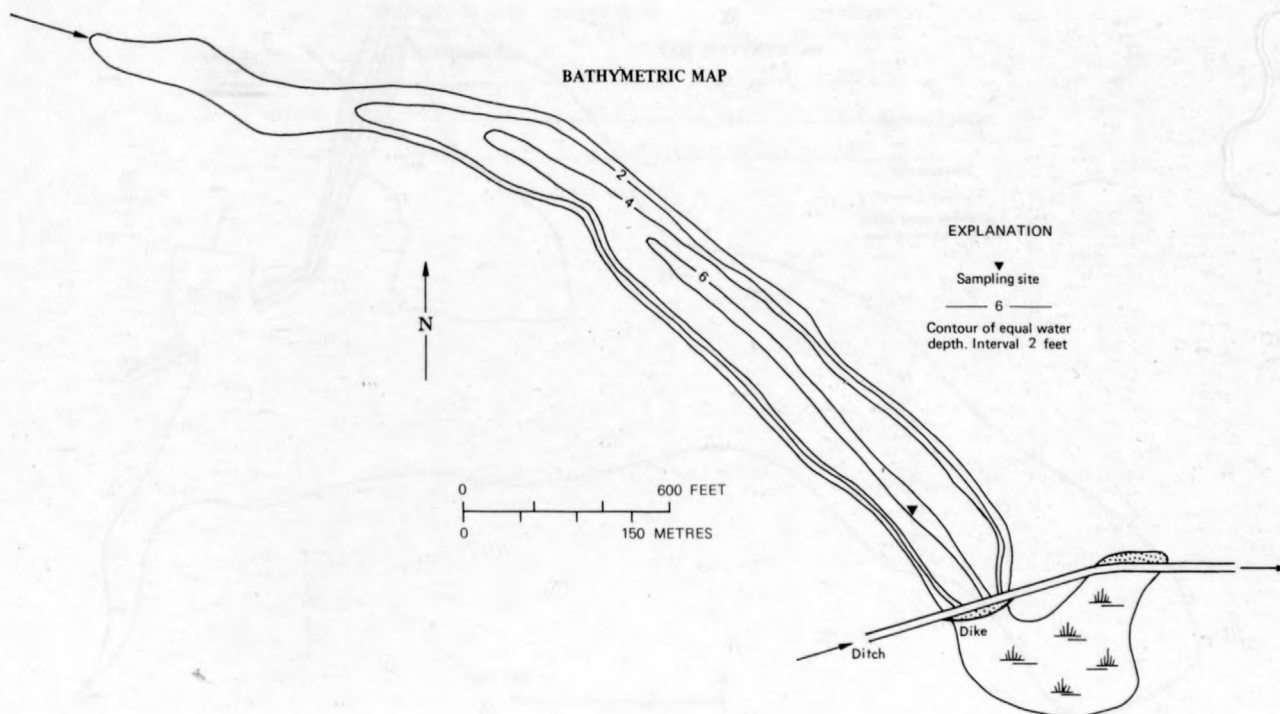 BATHYMETRIC MAP
2
4
6
N
EXPLANATION
Sampling site
6
Contour of equal water
depth. Interval 2 feet
0 600 FEET
0 150 METRES
Dike
Ditch